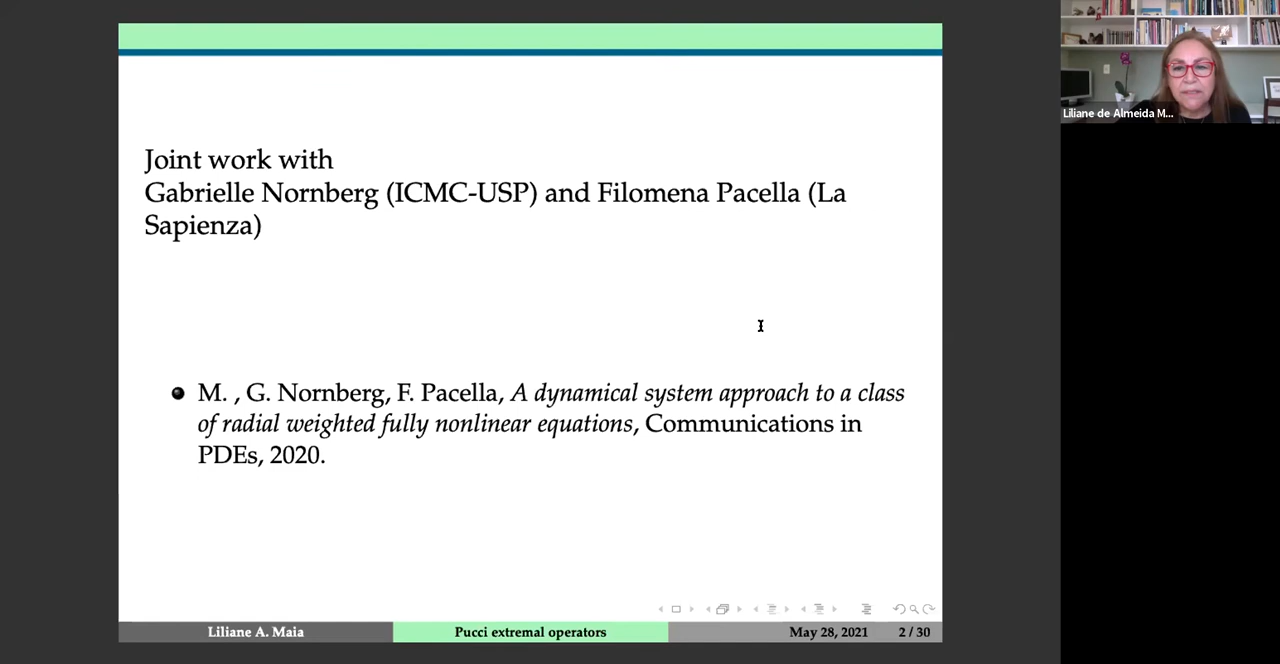 Joint work with
Gabrielle Nornberg (ICMC-USP) and Filomena Pacella (La
Sapienza)
M. , G. Nornberg, F. Pacella, A dynamical system approach to a class
of radial weighted fully nonlinear equations, Communications in
PDEs, 2020.
Liliane A. Maia
Pucci extremal operators
May 28, 2021
2 / 30
Liliane de Almeida M...